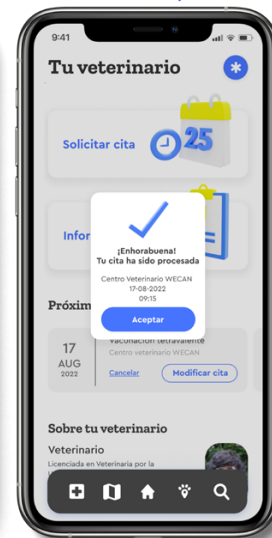 9:41
Tu veterinario
Solicitar cita
25
Infor
¡Enhorabuena!
Tu cita ha sido procesada
Centro Veterinario WECAN
17-08-2022
09:15
Aceptar
Próxim
17
AUG
2022
Vacunación tetravalente
Centro veterinario WECAN
Cancelar
Modificar cita
Sobre tu veterinario
Veterinario
Licenciada en Veterinaria por la